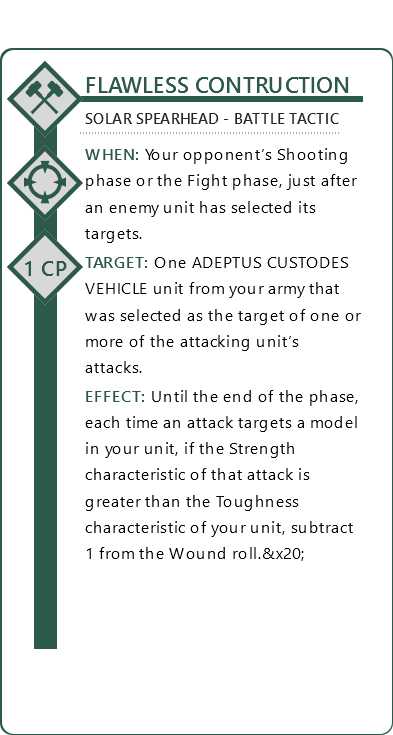 FLAWLESS CONTRUCTION
SOLAR SPEARHEAD - BATTLE TACTIC
WHEN: Your opponent's Shooting
phase or the Fight phase, just after
an enemy unit has selected its
targets.
1 CP
TARGET: One ADEPTUS CUSTODES
VEHICLE unit from your army that
was selected as the target of one or
more of the attacking unit's
attacks.
EFFECT: Until the end of the phase,
each time an attack targets a model
in your unit, if the Strength
characteristic of that attack is
greater than the Toughness
characteristic of your unit, subtract
1 from the Wound roll.&x20;